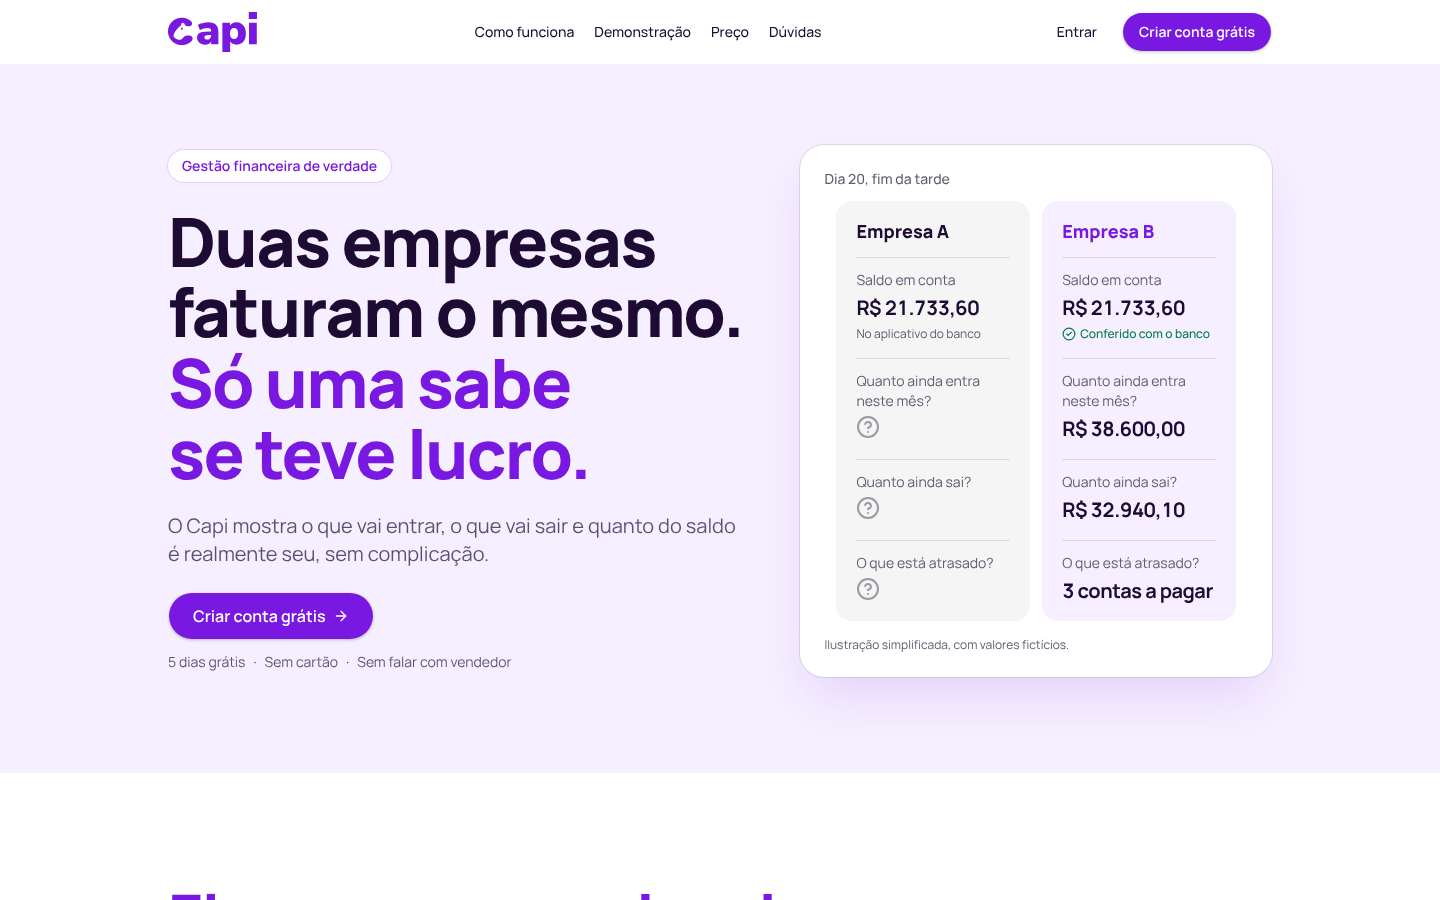 Capi
Como funciona
Demonstração
Preço
Dúvidas
Entrar
Criar conta grátis
Gestão financeira de verdade
Duas empresas
faturam o mesmo.
Só uma sabe
se teve lucro.
O Capi mostra o que vai entrar, o que vai sair e quanto do saldo
é realmente seu, sem complicação.
Criar conta grátis
5 dias grátis · Sem cartão · Sem falar com vendedor
Dia 20, fim da tarde
Empresa A
Saldo em conta
R$ 21.733,60
No aplicativo do banco
Quanto ainda entra
neste mês?
Quanto ainda sai?
O que está atrasado?
Empresa B
Saldo em conta
R$ 21.733,60
Conferido com o banco
Quanto ainda entra
neste mês?
R$ 38.600,00
Quanto ainda sai?
R$ 32.940,10
O que está atrasado?
3 contas a pagar
Ilustração simplificada, com valores fictícios.